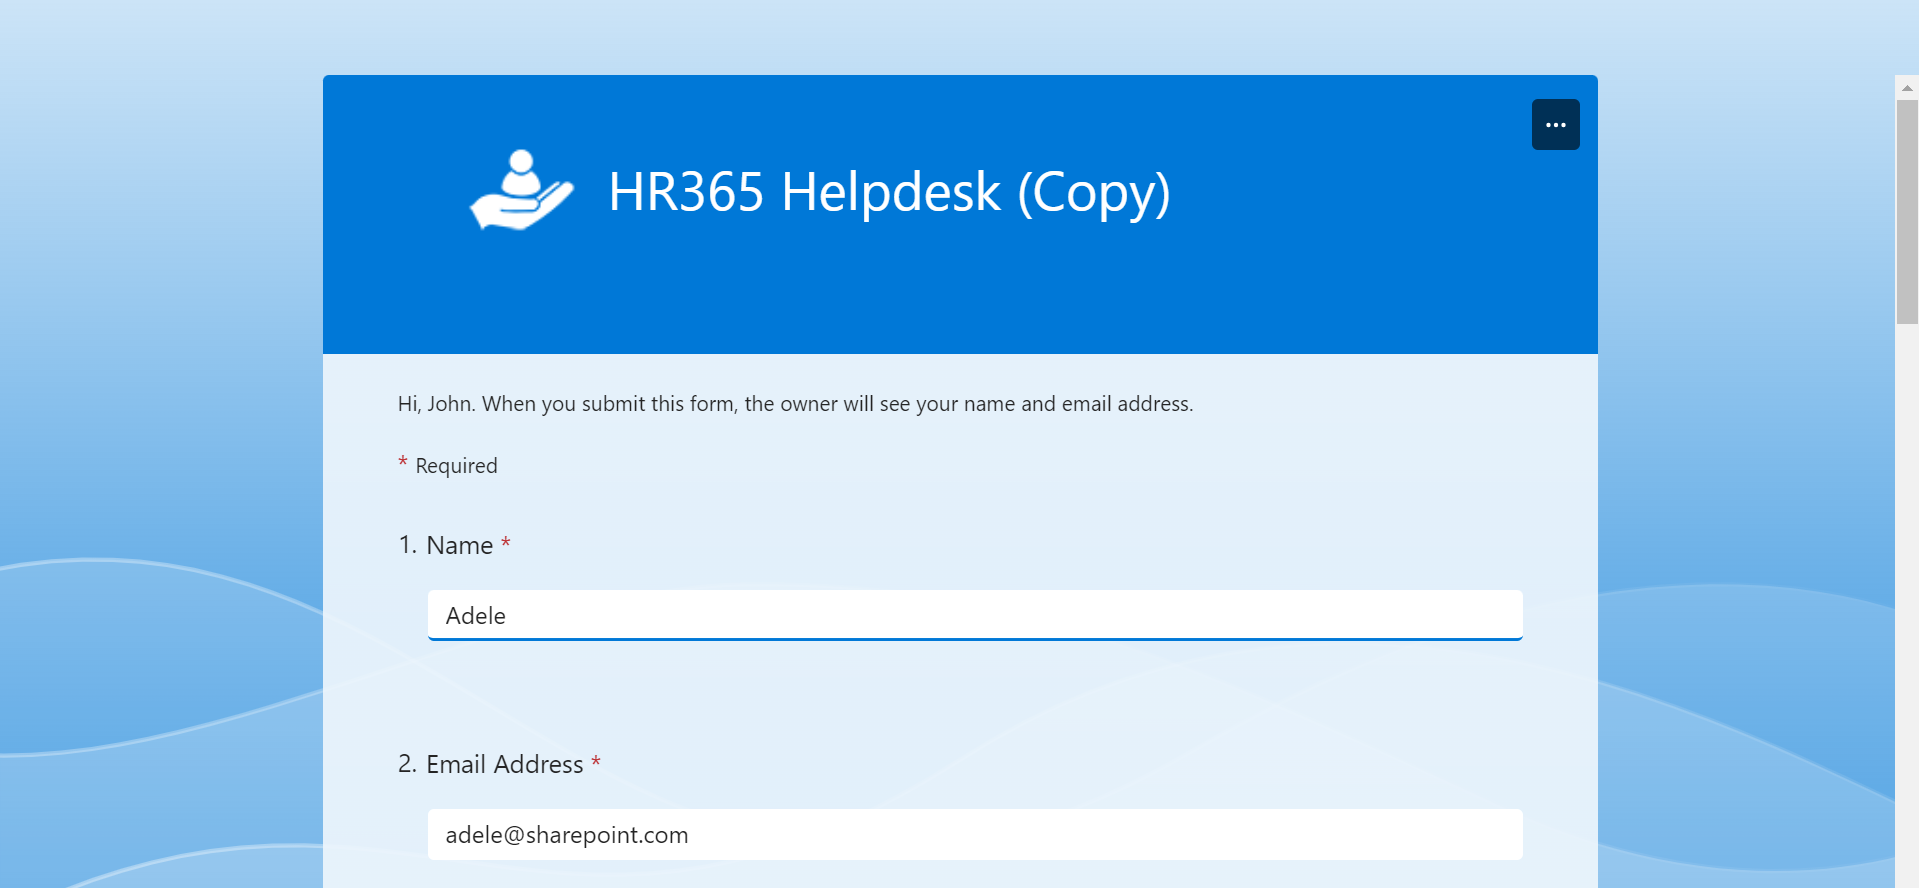 HR365 Helpdesk (Copy)
Hi, John. When you submit this form, the owner will see your name and email address.
* Required
1. Name *
Adele
2. Email Address *
adele@sharepoint.com